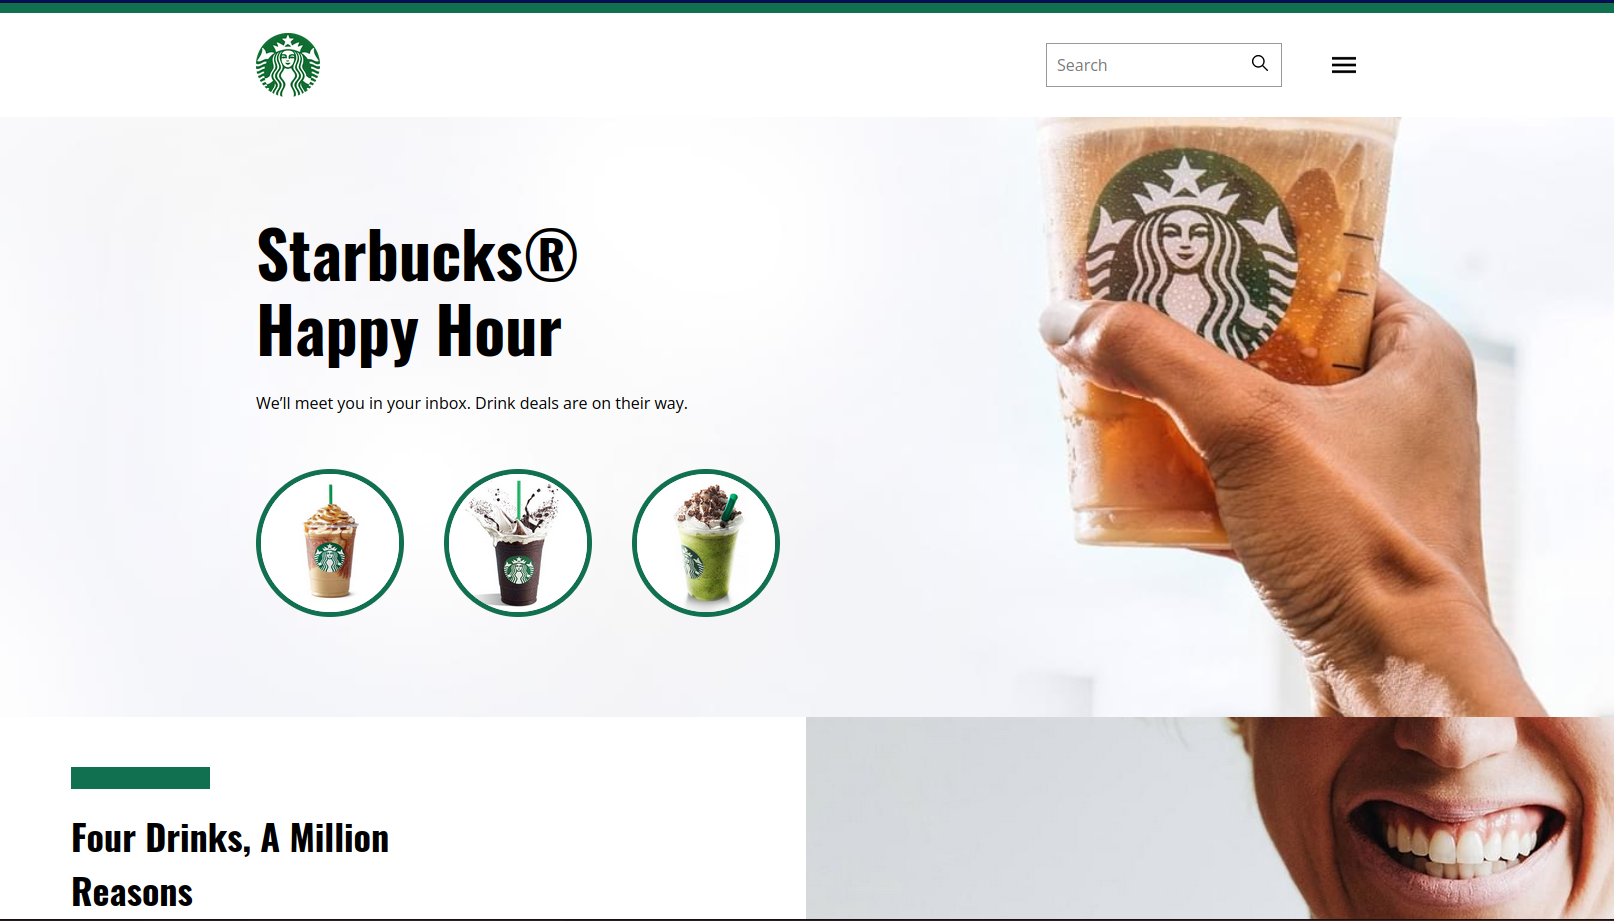 Search
Starbucks®
Happy Hour
We’ll meet you in your inbox. Drink deals are on their way.
Four Drinks, A Million
Reasons